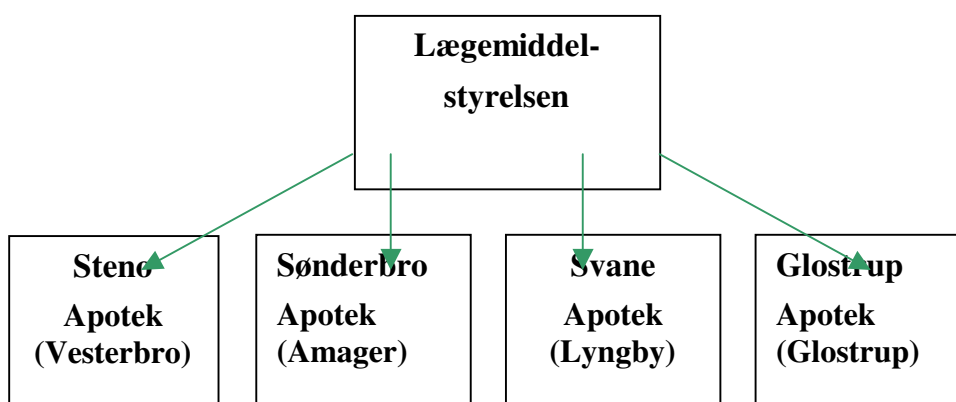 Lægemiddel-
styrelsen
Steno
Apotek
(Vesterbro)
Sønderbro
Apotek
(Amager)
Svane
Apotek
(Lyngby)
Glostrup
Apotek
(Glostrup)